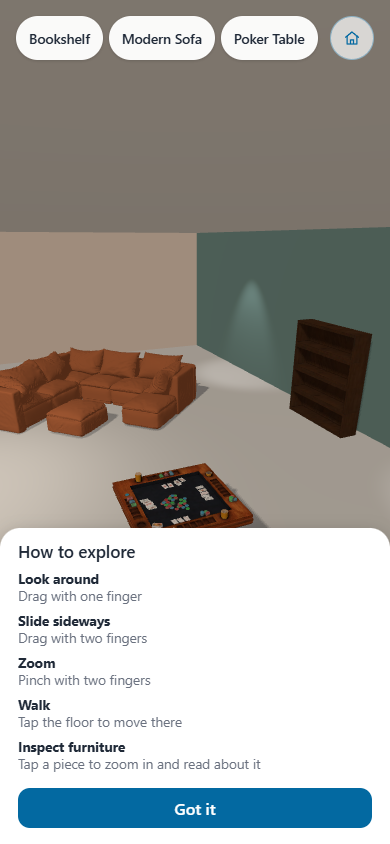 Bookshelf
Modern Sofa
Poker Table
How to explore
Look around
Drag with one finger
Slide sideways
Drag with two fingers
Zoom
Pinch with two fingers
Walk
Tap the floor to move there
Inspect furniture
Tap a piece to zoom in and read about it
Got it